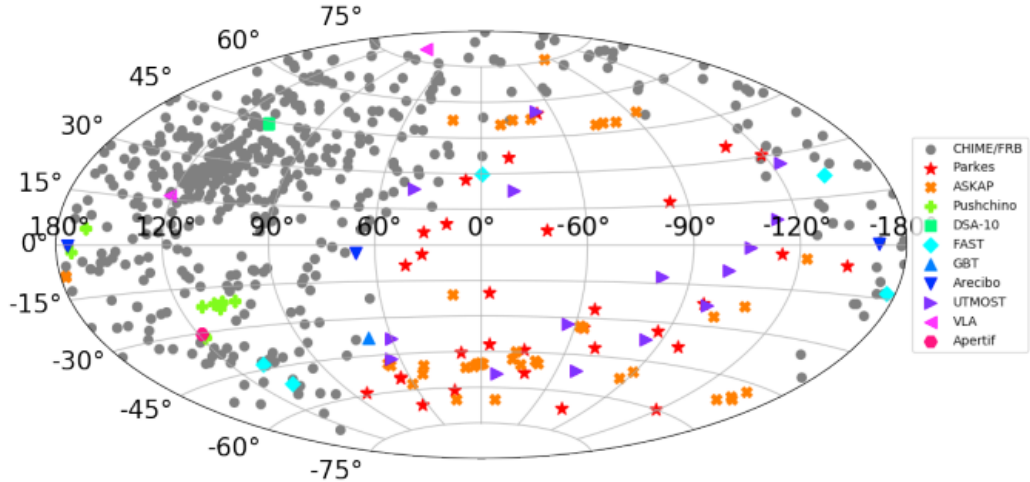 75°
60°
45°
30°
15°
180° 120° 60° 0° -60° -90° -120° -180°
0°
-15°
-30°
-45°
-60°
-75°
CHIME/FRB
Parkes
ASKAP
Pushchino
DSA-10
FAST
GBT
Arecibo
UTMOST
VLA
Apertif